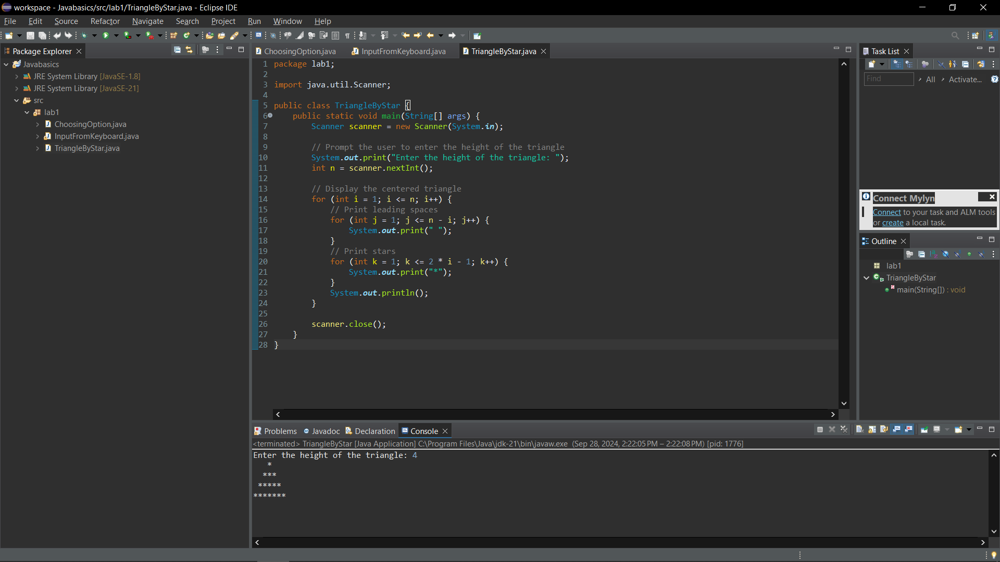 workspace - Javabasics/src/lab1/TriangleByStar.java - Eclipse IDE
File Edit Source Refactor Navigate Search Project Run Window Help
Package Explorer
Javabasics
JRE System Library [JavaSE-1.8]
JRE System Library [JavaSE-21]
src
lab1
ChoosingOption.java
InputFromKeyboard.java
TriangleByStar.java
ChoosingOption.java InputFromKeyboard.java TriangleByStar.java
1 package lab1;
2
3 import java.util.Scanner;
4
5 public class TriangleByStar {
6 public static void main(String[] args) {
7 Scanner scanner = new Scanner(System.in);
8
9 // Prompt the user to enter the height of the triangle
10 System.out.print("Enter the height of the triangle: ");
11 int n = scanner.nextInt();
12
13 // Display the centered triangle
14 for (int i = 1; i <= n; i++) {
15 // Print leading spaces
16 for (int j = 1; j <= n - i; j++) {
17 System.out.print(" ");
18 }
19 // Print stars
20 for (int k = 1; k <= 2 * i - 1; k++) {
21 System.out.print("*");
22 }
23 System.out.println();
24 }
25
26 scanner.close();
27 }
28 }
Task List
Find All Activate...
Connect Mylyn
Connect to your task and ALM tools
or create a local task.
Outline
lab1
TriangleByStar
main(String[]) : void
Problems Javadoc Declaration Console
<terminated> TriangleByStar [Java Application] C:\Program Files\Java\jdk-21\bin\javaw.exe (Sep 28, 2024, 2:22:05 PM – 2:22:08 PM) [pid: 1776]
Enter the height of the triangle: 4
   *
  ***
 *****
*******